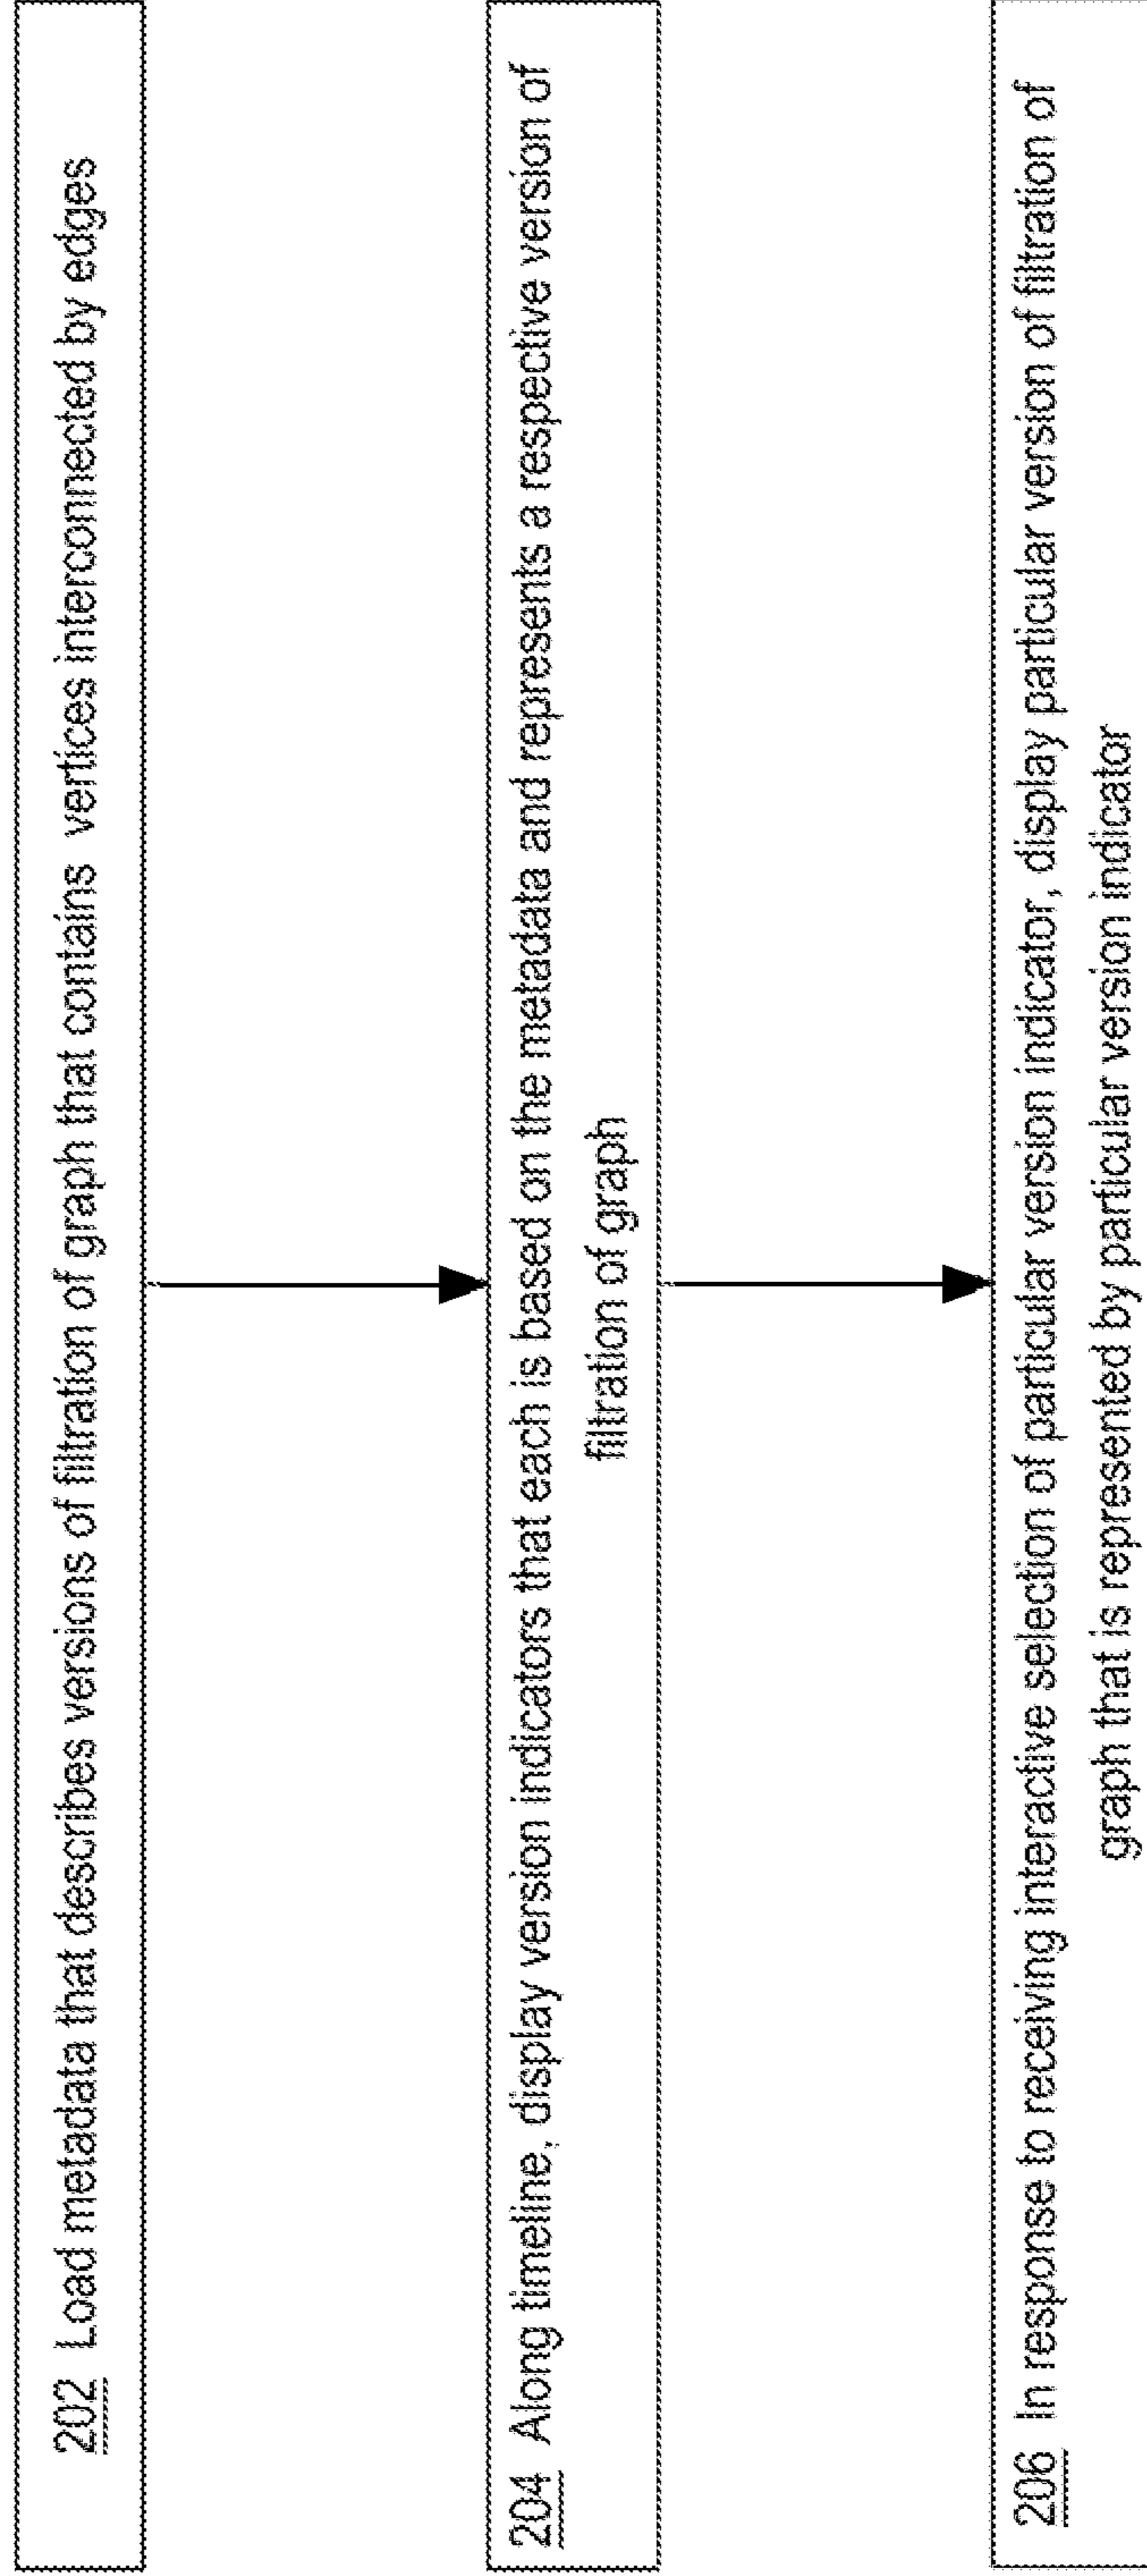 202 Load metadata that describes versions of filtration of graph that contains vertices interconnected by edges
204 Along timeline, display version indicators that each is based on the metadata and represents a respective version of
filtration of graph
206 In response to receiving interactive selection of particular version indicator, display particular version of filtration of
graph that is represented by particular version indicator